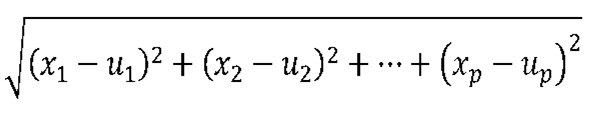 √((x₁ − u₁)² + (x₂ − u₂)² + ⋯ + (xₚ − uₚ)²)